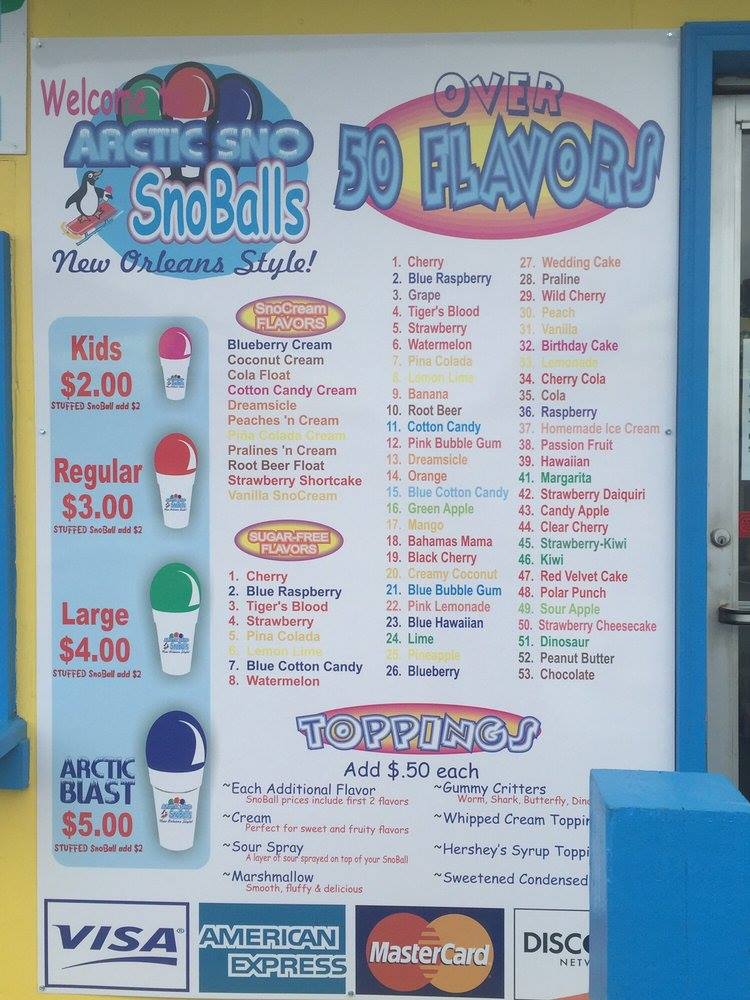 Welcome
ARCTIC SNO
SnoBalls
New Orleans Style!
OVER
50 FLAVORS
Kids
$2.00
STUFFED SnoBall add $2
Regular
$3.00
STUFFED SnoBall add $2
Large
$4.00
STUFFED SnoBall add $2
ARCTIC
BLAST
$5.00
STUFFED SnoBall add $2
SnoCream
FLAVORS
Blueberry Cream
Coconut Cream
Cola Float
Cotton Candy Cream
Dreamsicle
Peaches 'n Cream
Piña Colada Cream
Pralines 'n Cream
Root Beer Float
Strawberry Shortcake
Vanilla SnoCream
SUGAR-FREE
FLAVORS
1. Cherry
2. Blue Raspberry
3. Tiger's Blood
4. Strawberry
5. Pina Colada
6. Lemon Lime
7. Blue Cotton Candy
8. Watermelon
1. Cherry
2. Blue Raspberry
3. Grape
4. Tiger's Blood
5. Strawberry
6. Watermelon
7. Pina Colada
8. Lemon Lime
9. Banana
10. Root Beer
11. Cotton Candy
12. Pink Bubble Gum
13. Dreamsicle
14. Orange
15. Blue Cotton Candy
16. Green Apple
17. Mango
18. Bahamas Mama
19. Black Cherry
20. Creamy Coconut
21. Blue Bubble Gum
22. Pink Lemonade
23. Blue Hawaiian
24. Lime
25. Pineapple
26. Blueberry
27. Wedding Cake
28. Praline
29. Wild Cherry
30. Peach
31. Vanilla
32. Birthday Cake
33. Lemonade
34. Cherry Cola
35. Cola
36. Raspberry
37. Homemade Ice Cream
38. Passion Fruit
39. Hawaiian
41. Margarita
42. Strawberry Daiquiri
43. Candy Apple
44. Clear Cherry
45. Strawberry-Kiwi
46. Kiwi
47. Red Velvet Cake
48. Polar Punch
49. Sour Apple
50. Strawberry Cheesecake
51. Dinosaur
52. Peanut Butter
53. Chocolate
TOPPINGS
Add $.50 each
~Each Additional Flavor
SnoBall prices include first 2 flavors
~Cream
Perfect for sweet and fruity flavors
~Sour Spray
A layer of sour sprayed on top of your SnoBall
~Marshmallow
Smooth, fluffy & delicious
~Gummy Critters
Worm, Shark, Butterfly, Dino
~Whipped Cream Toppin
~Hershey's Syrup Toppi
~Sweetened Condensed
VISA
AMERICAN
EXPRESS
MasterCard
DISCO
NETW